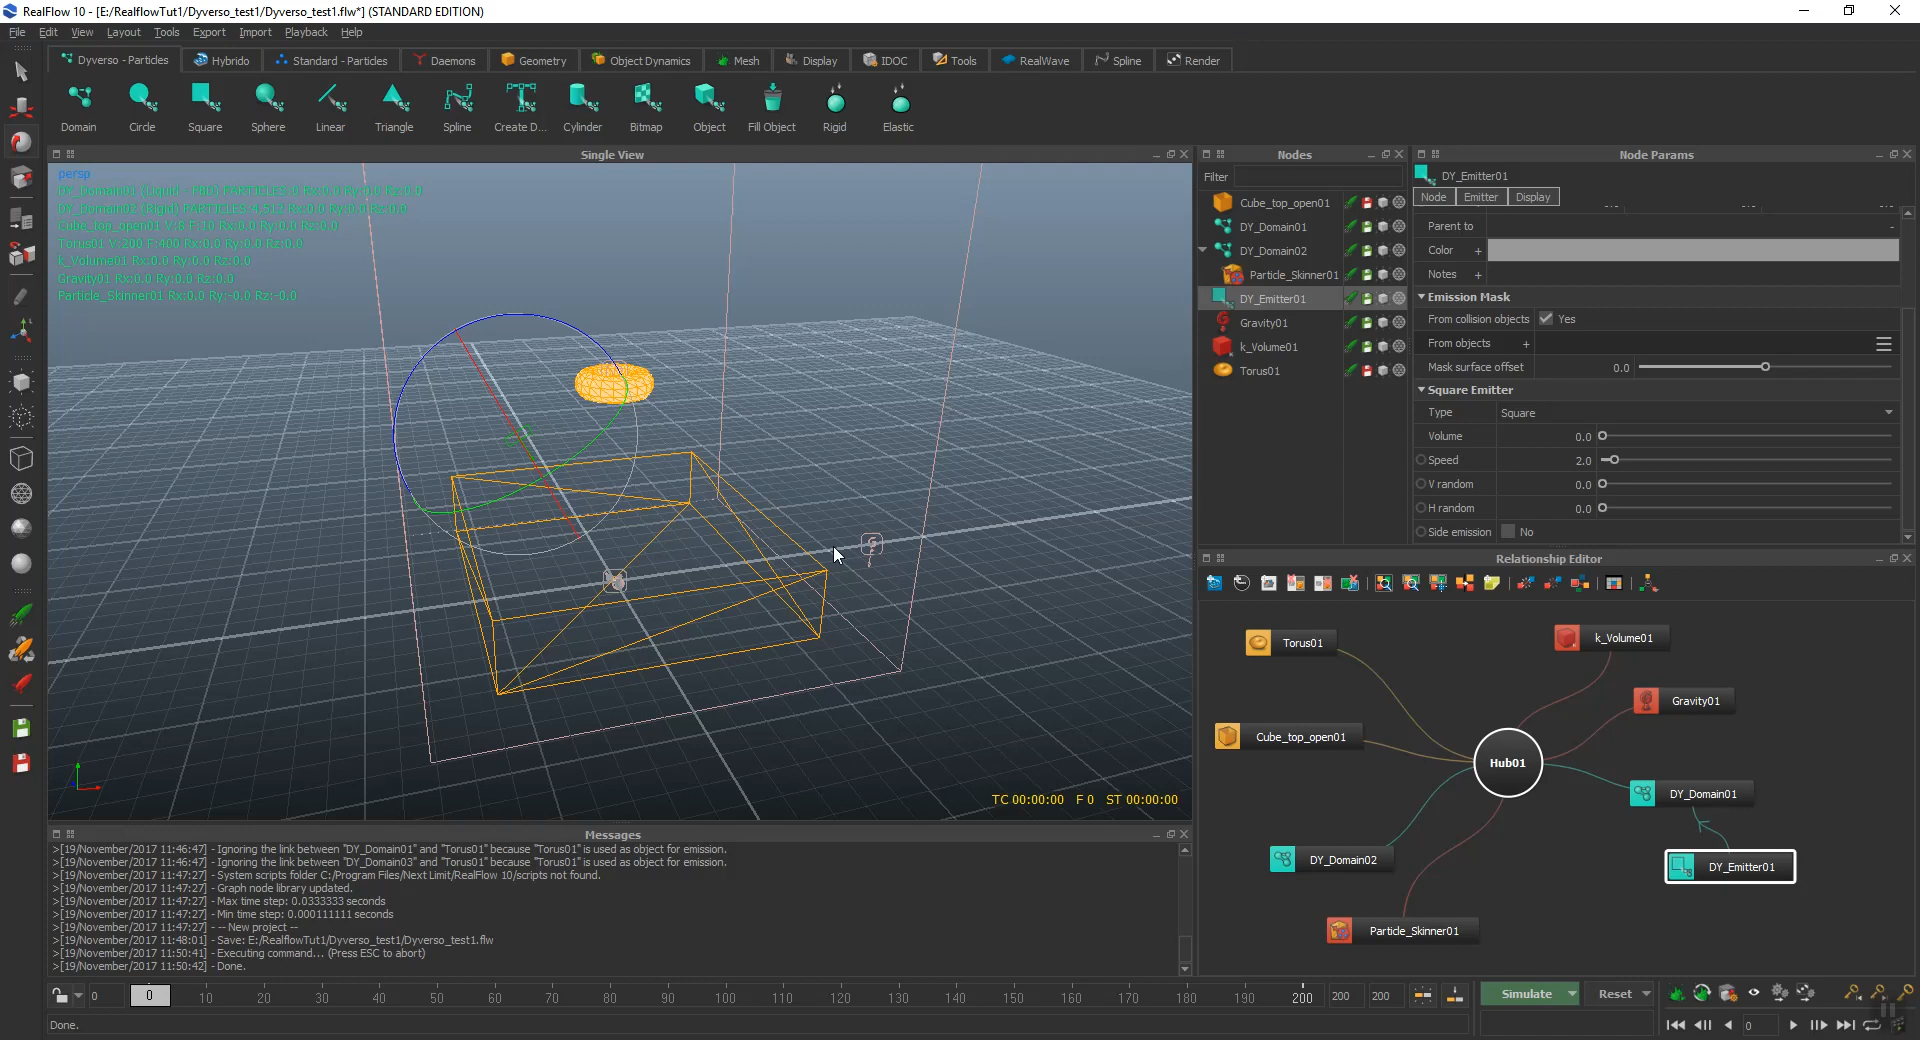 RealFlow 10 - [E:/RealflowTut1/Dyverso_test1/Dyverso_test1.flw*] (STANDARD EDITION)
File Edit View Layout Tools Export Import Playback Help
Dyverso - Particles Hybrido Standard - Particles Daemons Geometry Object Dynamics Mesh Display IDOC Tools RealWave Spline Render
Domain Circle Square Sphere Linear Triangle Spline Create D... Cylinder Bitmap Object Fill Object Rigid Elastic
Single View
persp
DY_Domain01 (Liquid - PBD) PARTICLES:0 Rx:0.0 Ry:0.0 Rz:0.0
DY_Domain02 (Rigid) PARTICLES:4,512 Rx:0.0 Ry:0.0 Rz:0.0
Cube_top_open01 V:8 F:10 Rx:0.0 Ry:0.0 Rz:0.0
Torus01 V:200 F:400 Rx:0.0 Ry:0.0 Rz:0.0
k_Volume01 Rx:0.0 Ry:0.0 Rz:0.0
Gravity01 Rx:0.0 Ry:0.0 Rz:0.0
Particle_Skinner01 Rx:0.0 Ry:-0.0 Rz:-0.0
TC 00:00:00 F 0 ST 00:00:00
Nodes
Filter
Cube_top_open01
DY_Domain01
DY_Domain02
Particle_Skinner01
DY_Emitter01
Gravity01
k_Volume01
Torus01
Node Params
DY_Emitter01
Node Emitter Display
Parent to -
Color +
Notes +
Emission Mask
From collision objects Yes
From objects +
Mask surface offset 0.0
Square Emitter
Type Square
Volume 0.0
Speed 2.0
V random 0.0
H random 0.0
Side emission No
Relationship Editor
Torus01
k_Volume01
Gravity01
Cube_top_open01
Hub01
DY_Domain01
DY_Domain02
DY_Emitter01
Particle_Skinner01
Messages
>[19/November/2017 11:46:47] - Ignoring the link between "DY_Domain01" and "Torus01" because "Torus01" is used as object for emission.
>[19/November/2017 11:46:47] - Ignoring the link between "DY_Domain03" and "Torus01" because "Torus01" is used as object for emission.
>[19/November/2017 11:47:27] - System scripts folder C:/Program Files/Next Limit/RealFlow 10/scripts not found.
>[19/November/2017 11:47:27] - Graph node library updated.
>[19/November/2017 11:47:27] - Max time step: 0.0333333 seconds
>[19/November/2017 11:47:27] - Min time step: 0.000111111 seconds
>[19/November/2017 11:47:27] - -- New project --
>[19/November/2017 11:48:01] - Save: E:/RealflowTut1/Dyverso_test1/Dyverso_test1.flw
>[19/November/2017 11:50:41] - Executing command... (Press ESC to abort)
>[19/November/2017 11:50:42] - Done.
0 0 10 20 30 40 50 60 70 80 90 100 110 120 130 140 150 160 170 180 190 200 200 200
Simulate Reset
Done.
0